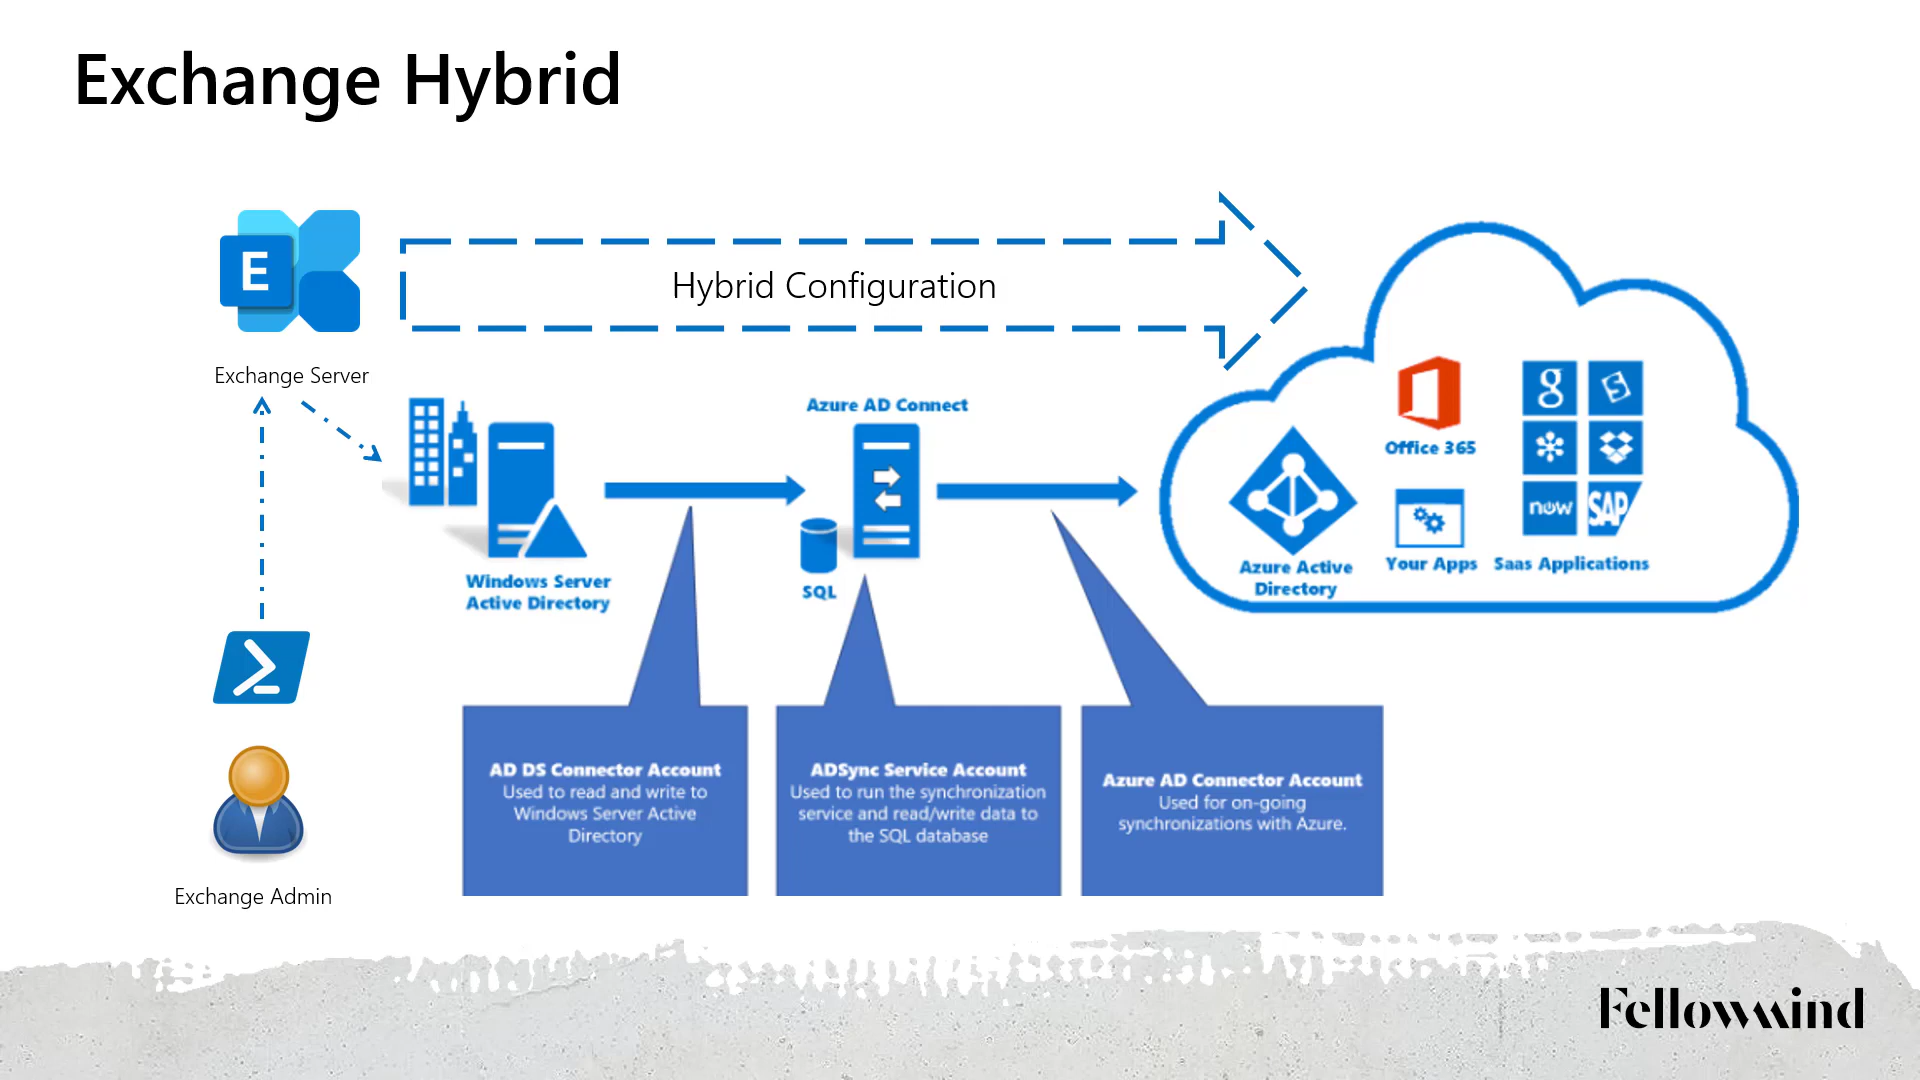 Exchange Hybrid
E
Hybrid Configuration
Exchange Server
Azure AD Connect
Office 365
g
S
now
SAP
Windows Server
Active Directory
SQL
Azure Active
Directory
Your Apps
Saas Applications
AD DS Connector Account
Used to read and write to
Windows Server Active
Directory
ADSync Service Account
Used to run the synchronization
service and read/write data to
the SQL database
Azure AD Connector Account
Used for on-going
synchronizations with Azure.
Exchange Admin
Fellowmind